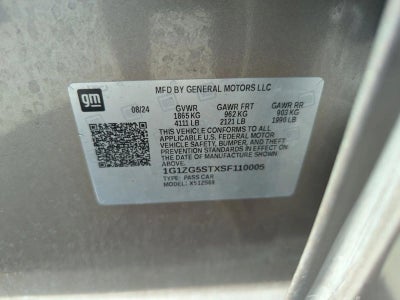 gm
MFD BY GENERAL MOTORS LLC
08/24 GVWR GAWR FRT GAWR RR
1865 KG 962 KG 903 KG
4111 LB 2121 LB 1990 LB
THIS VEHICLE CONFORMS TO ALL
APPLICABLE U.S. FEDERAL MOTOR
VEHICLE SAFETY, BUMPER, AND THEFT
PREVENTION STANDARDS IN EFFECT ON
THE DATE OF MANUFACTURE
SHOWN ABOVE.
1G1ZG5STXSF110005
TYPE: PASS CAR
MODEL: